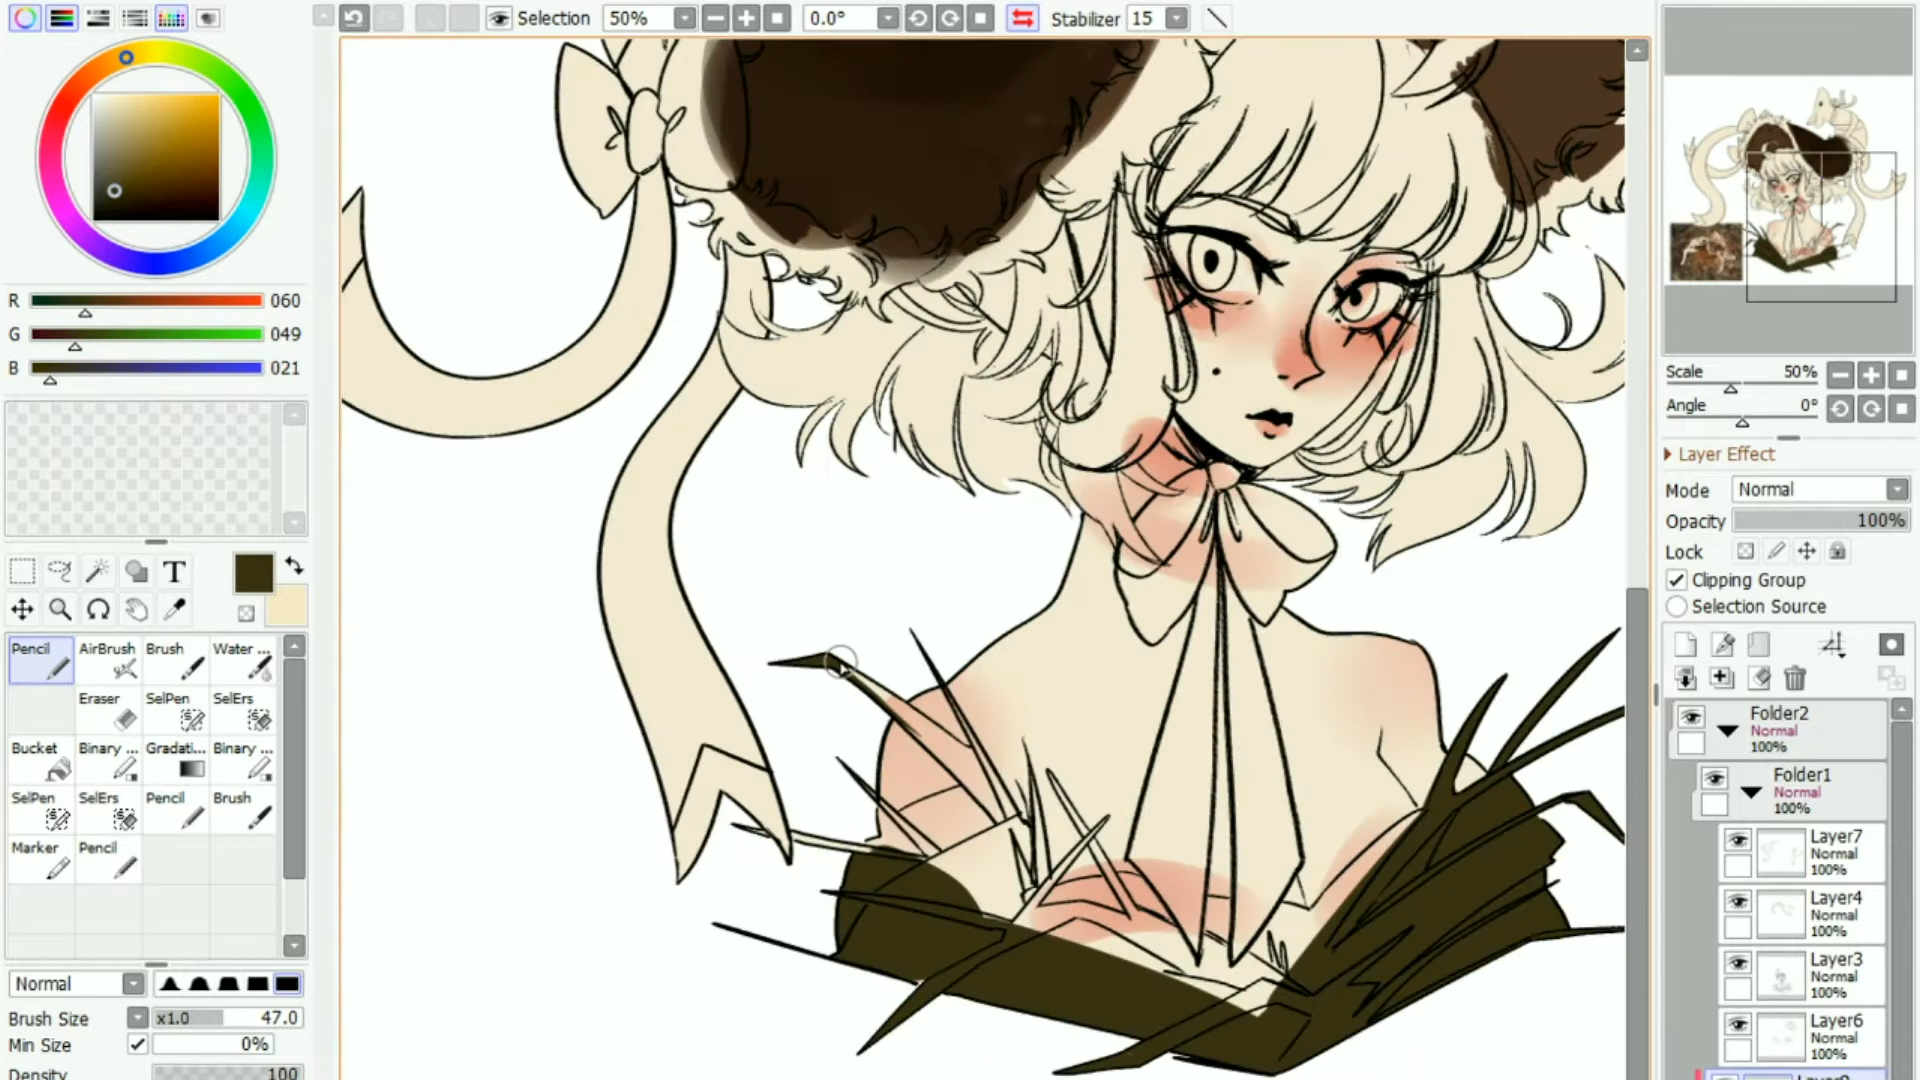 Selection 50% 0.0° Stabilizer 15
R 060
G 049
B 021
T
Pencil AirBrush Brush Water ...
Eraser SelPen SelErs
Bucket Binary ... Gradati... Binary ...
SelPen SelErs Pencil Brush
Marker Pencil
Normal
Brush Size x1.0 47.0
Min Size 0%
Density 100
Scale 50%
Angle 0°
Layer Effect
Mode Normal
Opacity 100%
Lock
Clipping Group
Selection Source
Folder2
Normal
100%
Folder1
Normal
100%
Layer7
Normal
100%
Layer4
Normal
100%
Layer3
Normal
100%
Layer6
Normal
100%